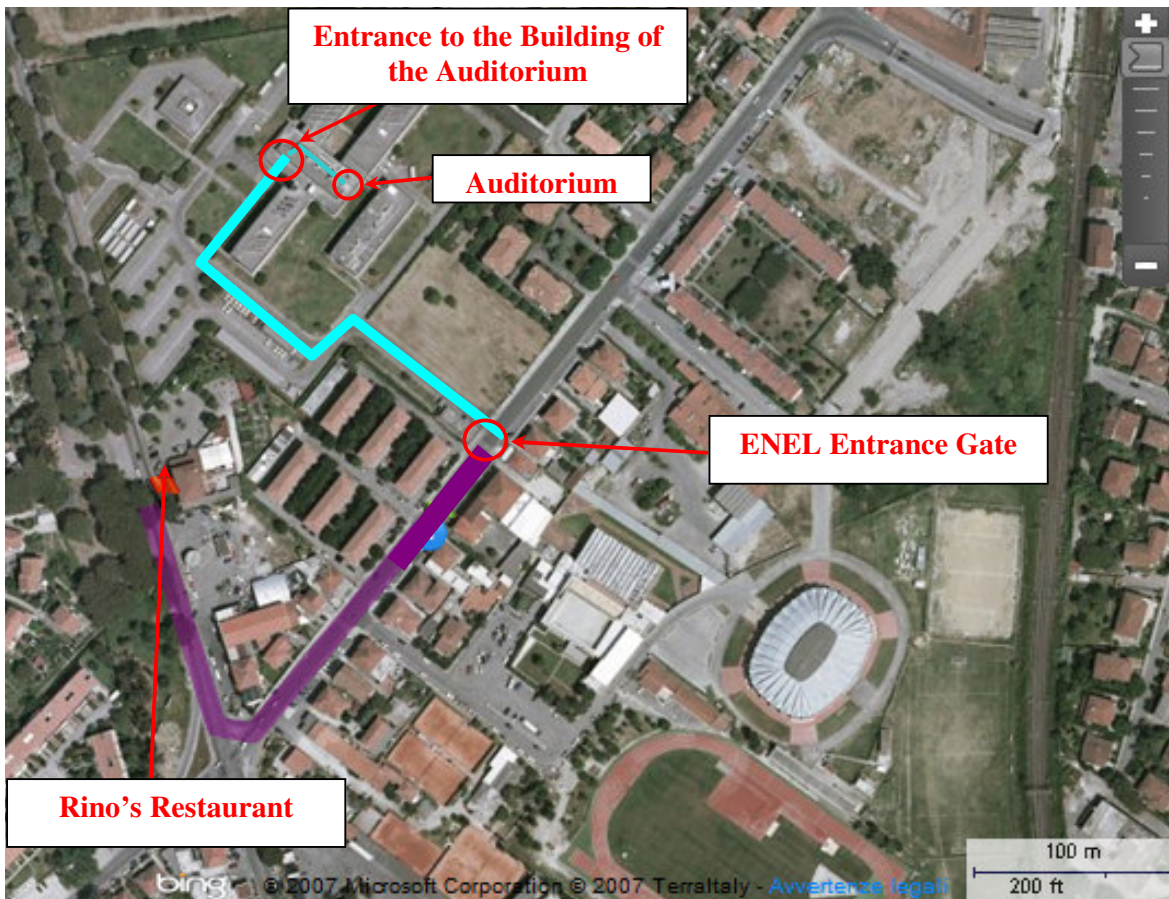 Entrance to the Building of
the Auditorium
Auditorium
ENEL Entrance Gate
Rino's Restaurant
100 m
200 ft
bing
© 2007 Microsoft Corporation © 2007 TerraItaly - Avvertenze legali